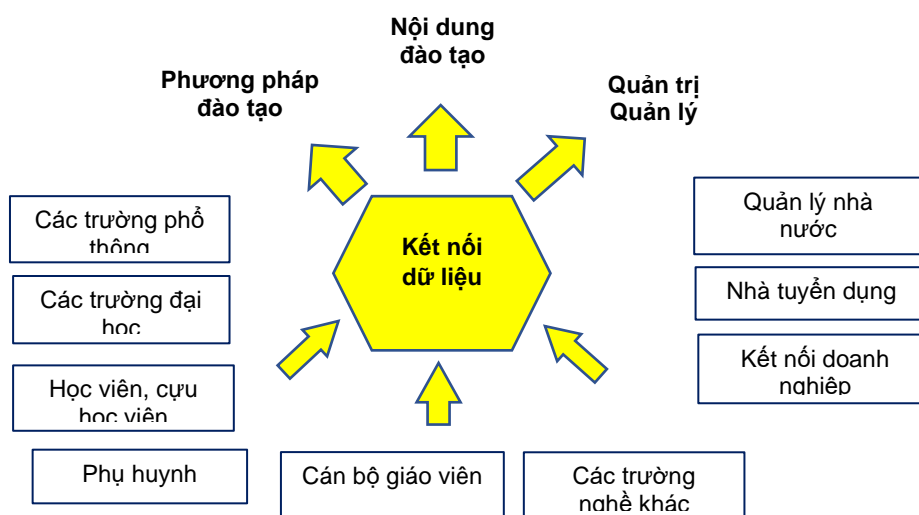 Nội dung
đào tạo
Phương pháp
đào tạo
Quản trị
Quản lý
Kết nối
dữ liệu
Các trường phổ
thông
Các trường đại
học
Học viên, cựu
học viên
Phụ huynh
Cán bộ giáo viên
Các trường
nghề khác
Quản lý nhà
nước
Nhà tuyển dụng
Kết nối doanh
nghiệp